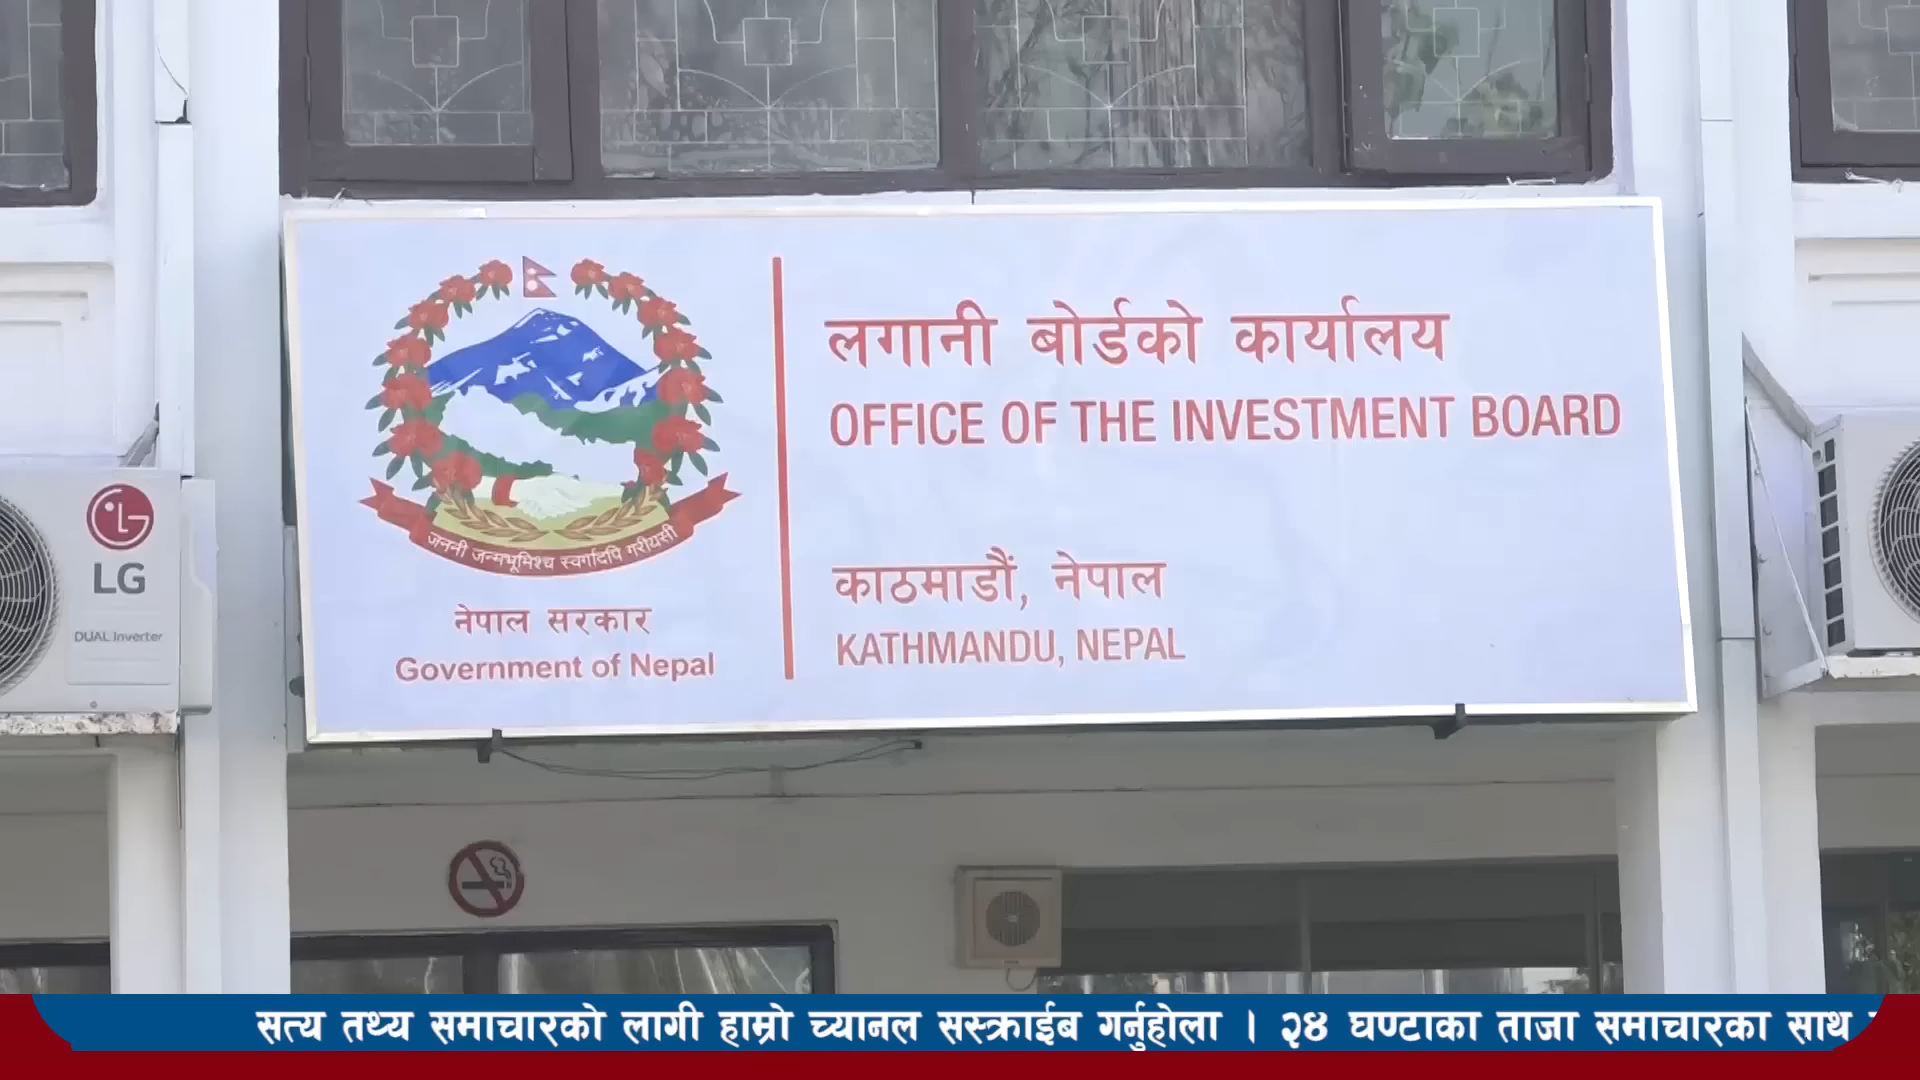 लगानी बोर्डको कार्यालय
OFFICE OF THE INVESTMENT BOARD
काठमाडौं, नेपाल
KATHMANDU, NEPAL
जननी जन्मभूमिश्च स्वर्गादपि गरीयसी
नेपाल सरकार
Government of Nepal
LG
DUAL Inverter
सत्य तथ्य समाचारको लागी हाम्रो च्यानल सस्क्राईब गर्नुहोला । २४ घण्टाका ताजा समाचारका साथ